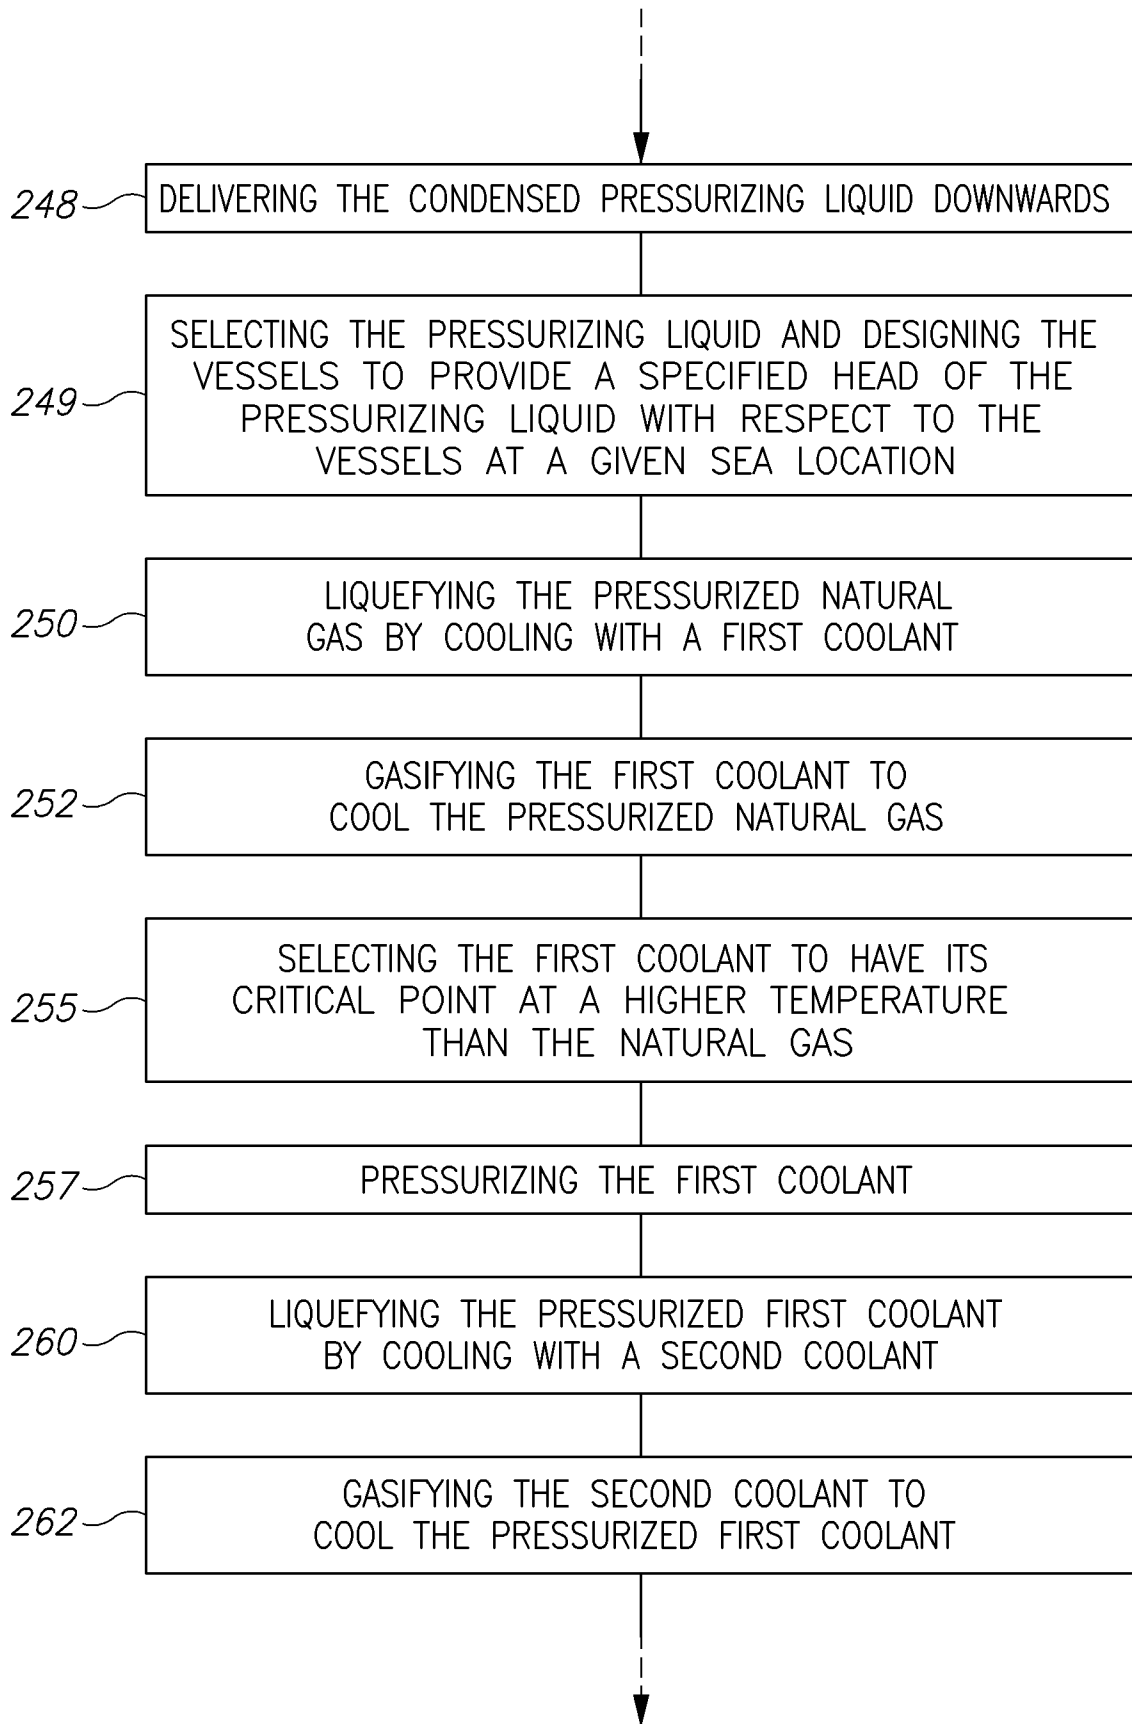 248
DELIVERING THE CONDENSED PRESSURIZING LIQUID DOWNWARDS
249
SELECTING THE PRESSURIZING LIQUID AND DESIGNING THE
VESSELS TO PROVIDE A SPECIFIED HEAD OF THE
PRESSURIZING LIQUID WITH RESPECT TO THE
VESSELS AT A GIVEN SEA LOCATION
250
LIQUEFYING THE PRESSURIZED NATURAL
GAS BY COOLING WITH A FIRST COOLANT
252
GASIFYING THE FIRST COOLANT TO
COOL THE PRESSURIZED NATURAL GAS
255
SELECTING THE FIRST COOLANT TO HAVE ITS
CRITICAL POINT AT A HIGHER TEMPERATURE
THAN THE NATURAL GAS
257
PRESSURIZING THE FIRST COOLANT
260
LIQUEFYING THE PRESSURIZED FIRST COOLANT
BY COOLING WITH A SECOND COOLANT
262
GASIFYING THE SECOND COOLANT TO
COOL THE PRESSURIZED FIRST COOLANT